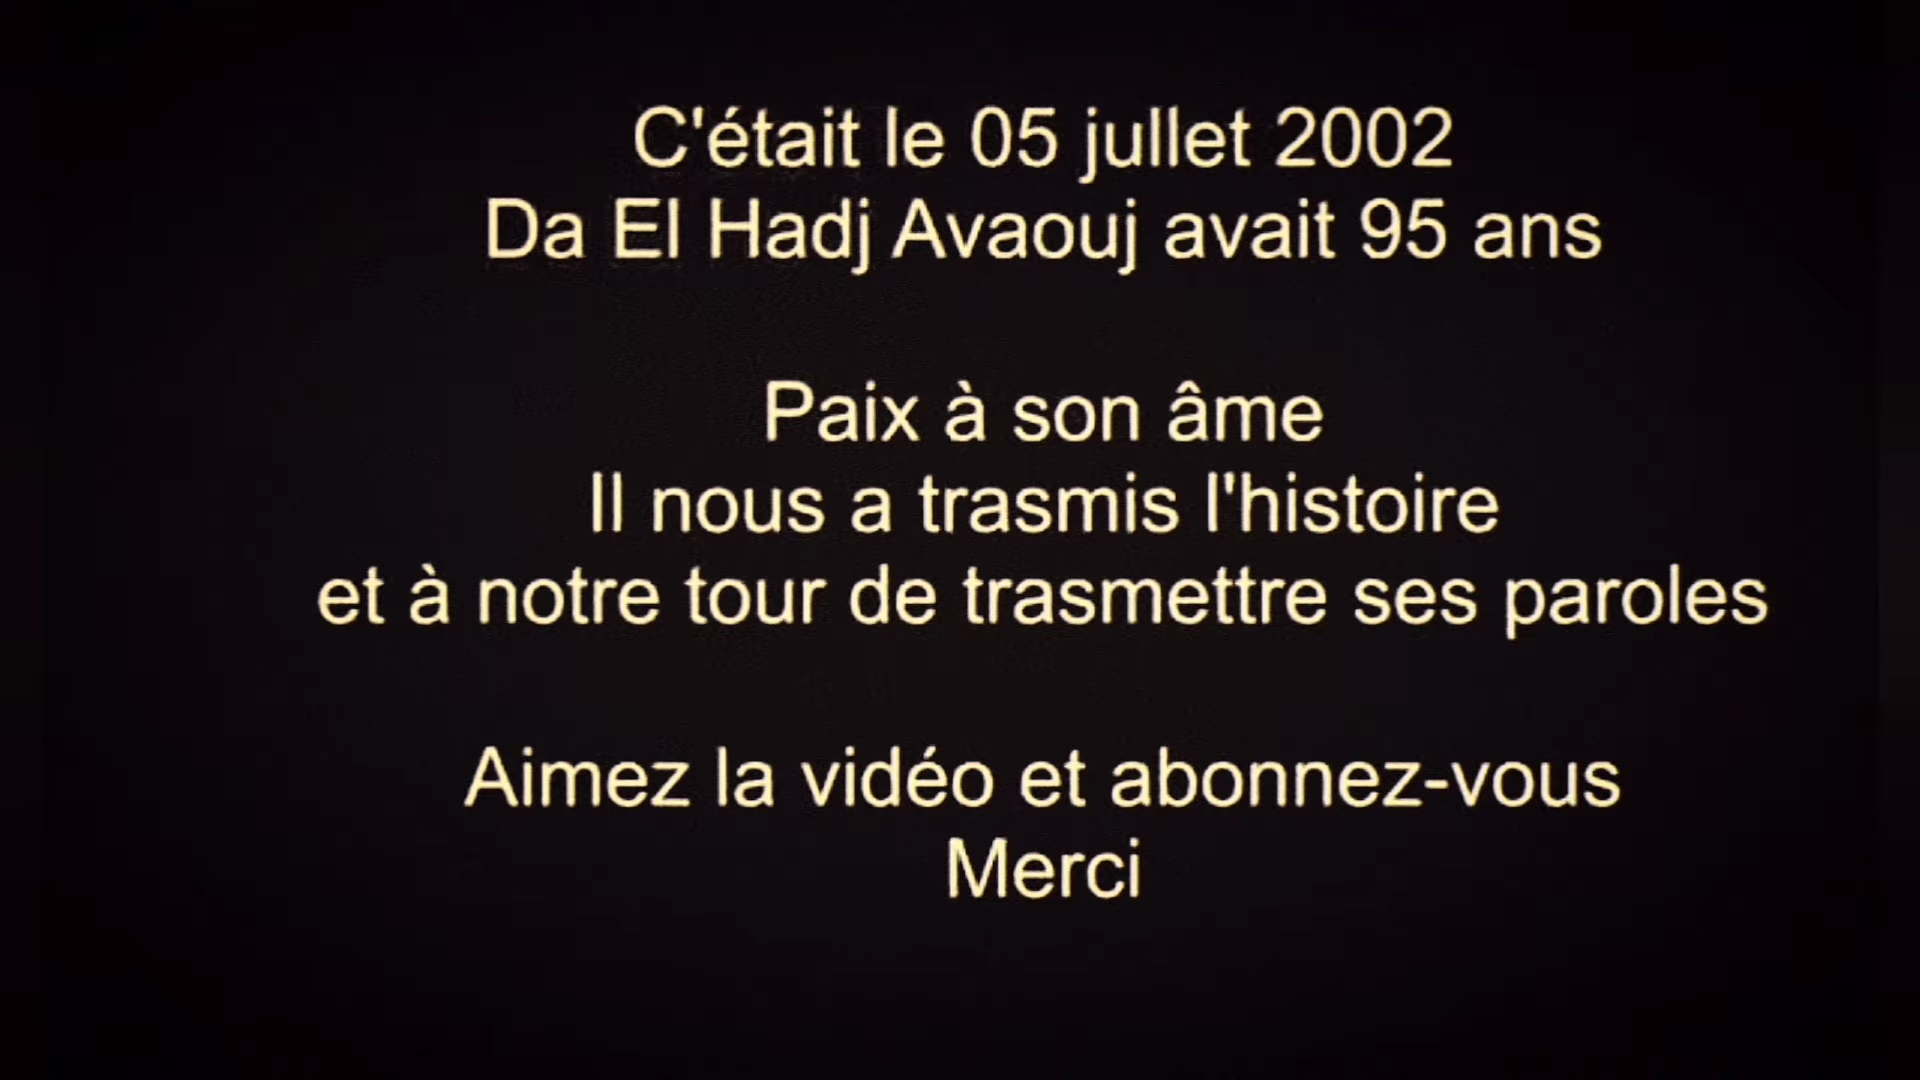 C'était le 05 jullet 2002
Da El Hadj Avaouj avait 95 ans
Paix à son âme
Il nous a trasmis l'histoire
et à notre tour de trasmettre ses paroles
Aimez la vidéo et abonnez-vous
Merci